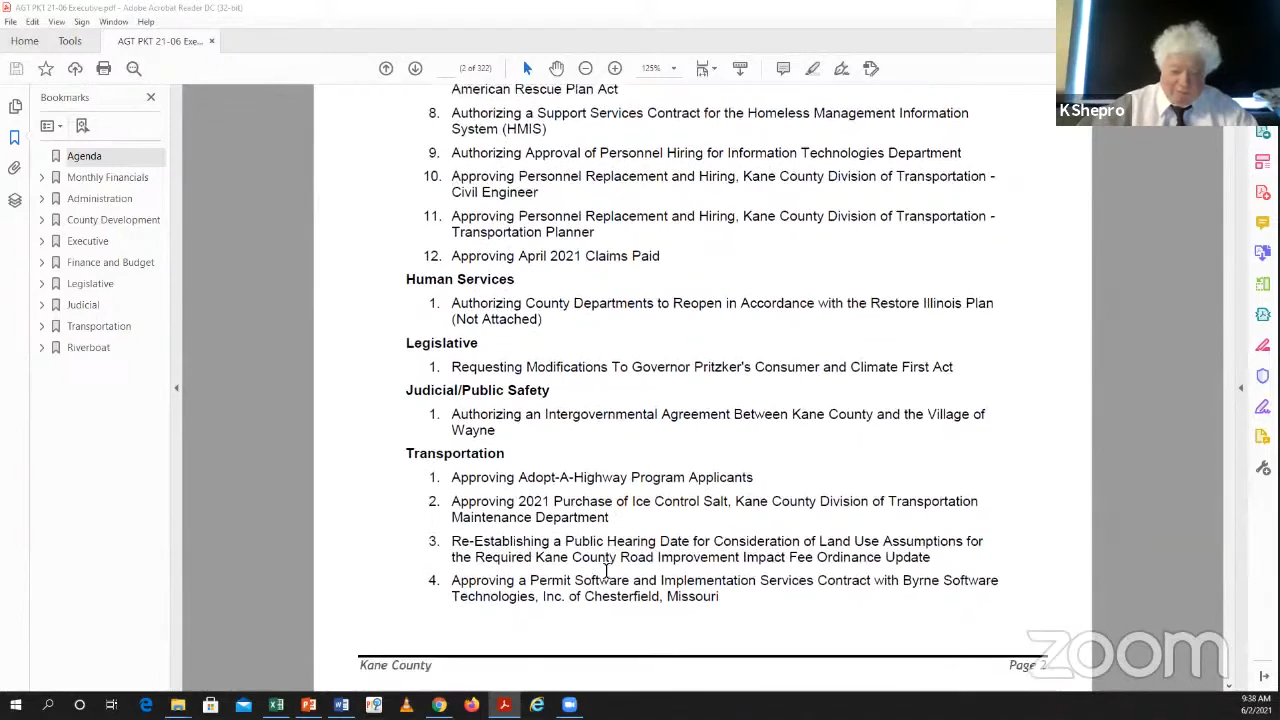 AGT PKT 21-06 Executive.pdf - Adobe Acrobat Reader DC (32-bit)
File Edit View Sign Window Help
Home Tools AGT PKT 21-06 Exe... ×
(2 of 322) 125%
KShepro
Bookmarks
Agenda
Monthly Financials
Administration
County Development
Executive
Finance and Budget
Legislative
Judicial
Transportation
Riverboat
American Rescue Plan Act
8. Authorizing a Support Services Contract for the Homeless Management Information
System (HMIS)
9. Authorizing Approval of Personnel Hiring for Information Technologies Department
10. Approving Personnel Replacement and Hiring, Kane County Division of Transportation -
Civil Engineer
11. Approving Personnel Replacement and Hiring, Kane County Division of Transportation -
Transportation Planner
12. Approving April 2021 Claims Paid
Human Services
1. Authorizing County Departments to Reopen in Accordance with the Restore Illinois Plan
(Not Attached)
Legislative
1. Requesting Modifications To Governor Pritzker's Consumer and Climate First Act
Judicial/Public Safety
1. Authorizing an Intergovernmental Agreement Between Kane County and the Village of
Wayne
Transportation
1. Approving Adopt-A-Highway Program Applicants
2. Approving 2021 Purchase of Ice Control Salt, Kane County Division of Transportation
Maintenance Department
3. Re-Establishing a Public Hearing Date for Consideration of Land Use Assumptions for
the Required Kane County Road Improvement Impact Fee Ordinance Update
4. Approving a Permit Software and Implementation Services Contract with Byrne Software
Technologies, Inc. of Chesterfield, Missouri
Kane County Page 2
zoom
9:38 AM
6/2/2021